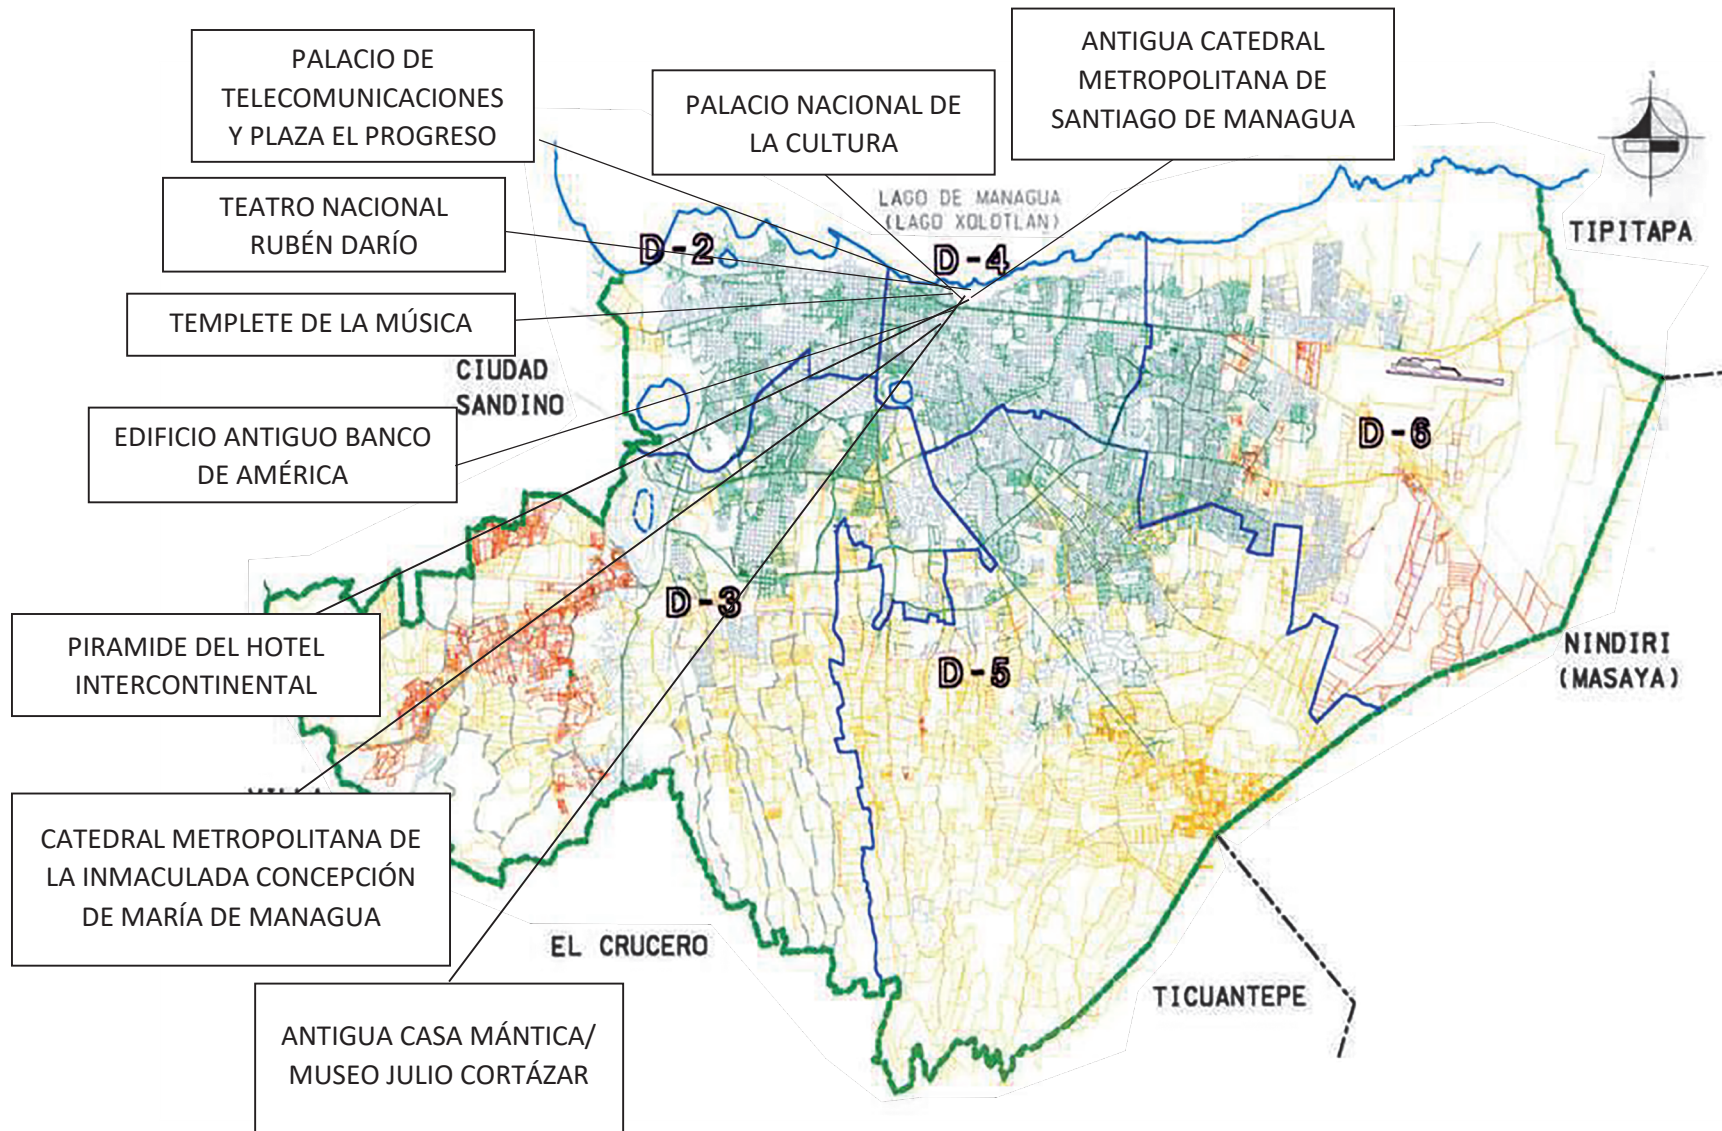 PALACIO DE
TELECOMUNICACIONES
Y PLAZA EL PROGRESO
PALACIO NACIONAL DE
LA CULTURA
ANTIGUA CATEDRAL
METROPOLITANA DE
SANTIAGO DE MANAGUA
TEATRO NACIONAL
RUBÉN DARÍO
LAGO DE MANAGUA
(LAGO XOLOTLAN)
TIPITAPA
D-2
D-4
TEMPLETE DE LA MÚSICA
CIUDAD
SANDINO
EDIFICIO ANTIGUO BANCO
DE AMÉRICA
D-6
D-3
PIRAMIDE DEL HOTEL
INTERCONTINENTAL
D-5
NINDIRI
(MASAYA)
CATEDRAL METROPOLITANA DE
LA INMACULADA CONCEPCIÓN
DE MARÍA DE MANAGUA
EL CRUCERO
TICUANTEPE
ANTIGUA CASA MÁNTICA/
MUSEO JULIO CORTÁZAR